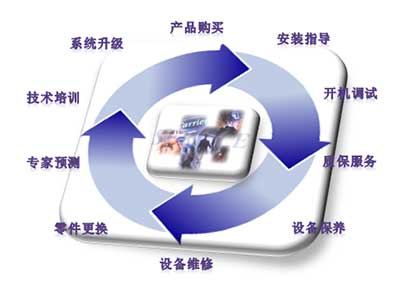 产品购买
安装指导
开机调试
质保服务
设备保养
设备维修
零件更换
专家预测
技术培训
系统升级
Carrier